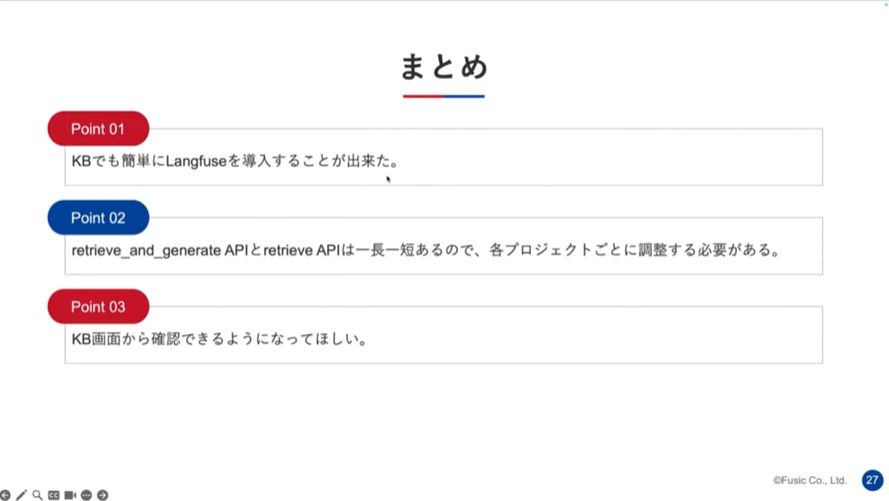 まとめ
Point 01
KBでも簡単にLangfuseを導入することが出来た。
Point 02
retrieve_and_generate APIとretrieve APIは一長一短あるので、各プロジェクトごとに調整する必要がある。
Point 03
KB画面から確認できるようになってほしい。
©Fusic Co., Ltd.
27